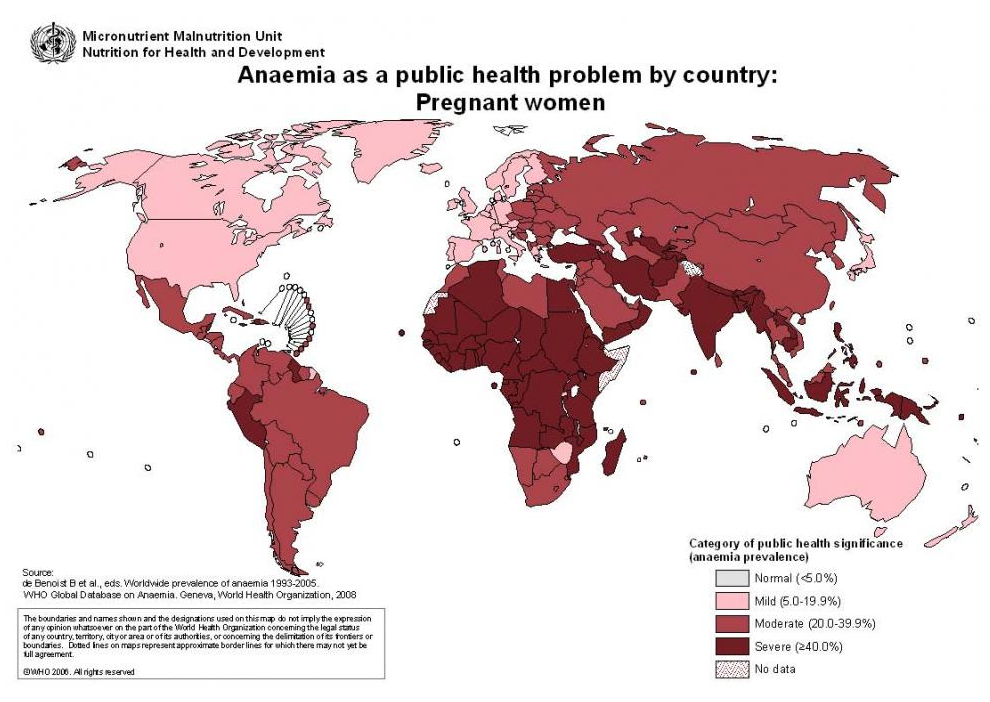 Micronutrient Malnutrition Unit
Nutrition for Health and Development
Anaemia as a public health problem by country:
Pregnant women
Category of public health significance
(anaemia prevalence)
Normal (<5.0%)
Mild (5.0-19.9%)
Moderate (20.0-39.9%)
Severe (≥40.0%)
No data
Source:
de Benoist B et al., eds. Worldwide prevalence of anaemia 1993-2005.
WHO Global Database on Anaemia. Geneva, World Health Organization, 2008
The boundaries and names shown and the designations used on this map do not imply the expression
of any opinion whatsoever on the part of the World Health Organization concerning the legal status
of any country, territory, city or area or of its authorities, or concerning the delimitation of its frontiers or
boundaries. Dotted lines on maps represent approximate border lines for which there may not yet be
full agreement.
©WHO 2006. All rights reserved